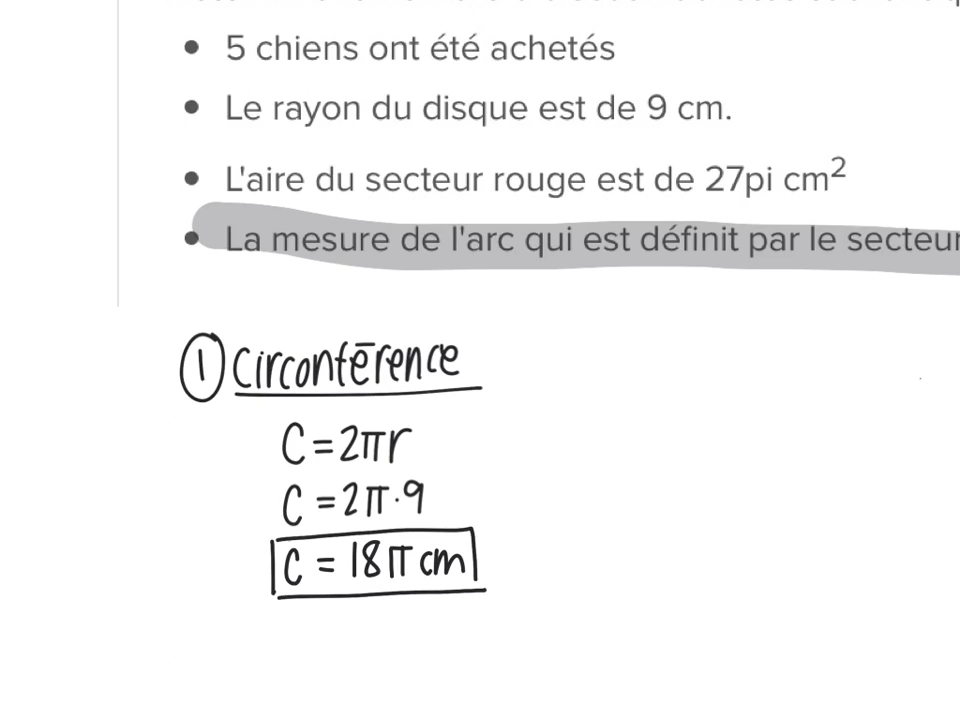 5 chiens ont été achetés
Le rayon du disque est de 9 cm.
L'aire du secteur rouge est de 27pi cm²
La mesure de l'arc qui est définit par le secteur
① Circonférence
C = 2πr
C = 2π·9
C = 18π cm